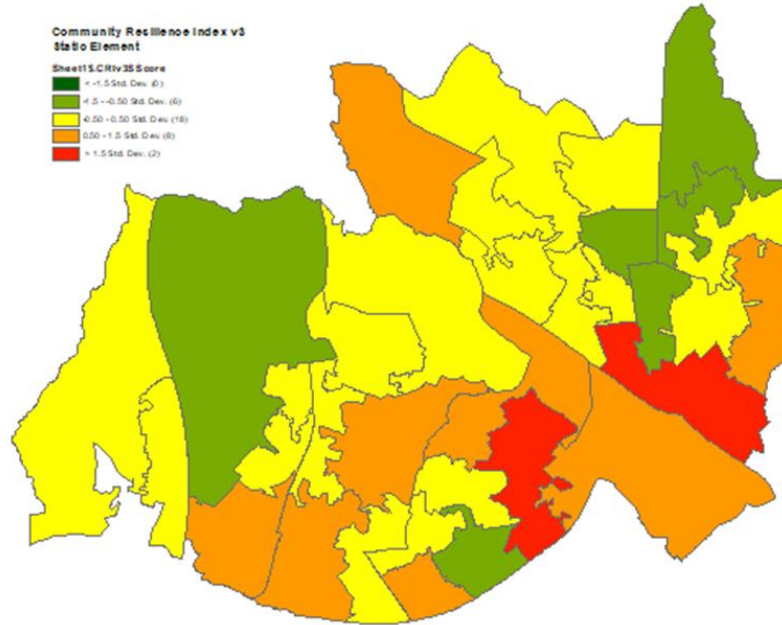 Community Resilience Index v3
Static Element
Sheet1$.CRIv3SScore
< -1.5 Std. Dev. (0)
-1.5 - -0.50 Std. Dev. (6)
-0.50 - 0.50 Std. Dev. (18)
0.50 - 1.5 Std. Dev. (8)
> 1.5 Std. Dev. (2)